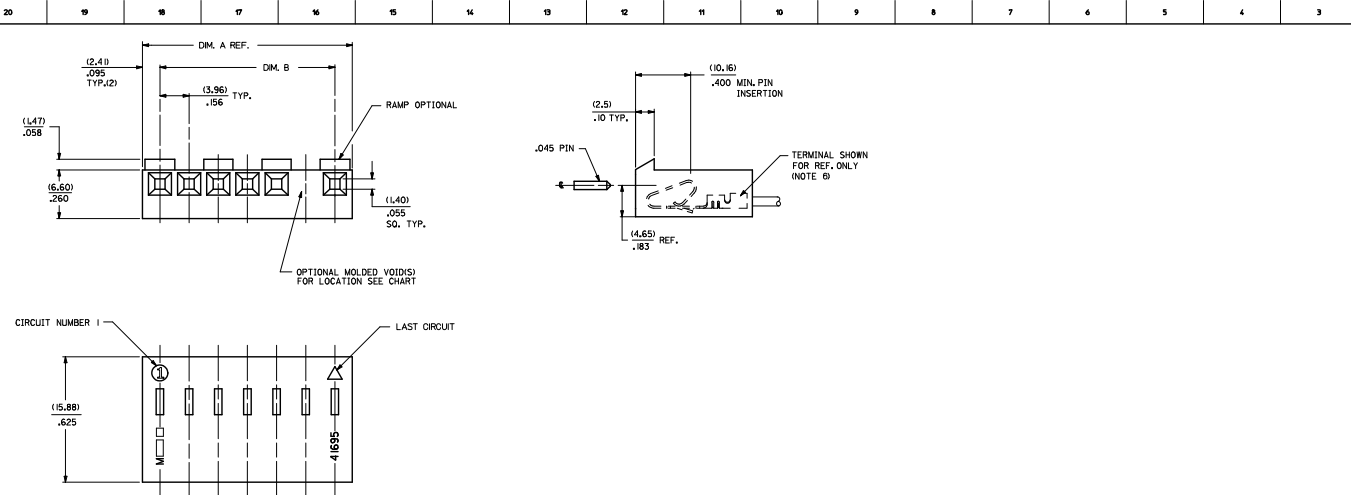 20 19 18 17 16 15 14 13 12 11 10 9 8 7 6 5 4 3
DIM. A REF.
(2.41)
.095
TYP.(2)
DIM. B
(3.96)
.156
TYP.
RAMP OPTIONAL
(1.47)
.058
(6.60)
.260
(1.40)
.055
SQ. TYP.
OPTIONAL MOLDED VOID(S)
FOR LOCATION SEE CHART
(10.16)
.400 MIN. PIN
INSERTION
(2.5)
.10 TYP.
.045 PIN
TERMINAL SHOWN
FOR REF. ONLY
(NOTE 6)
(4.65)
.183
REF.
CIRCUIT NUMBER 1
LAST CIRCUIT
1
(15.88)
.625
M
41695